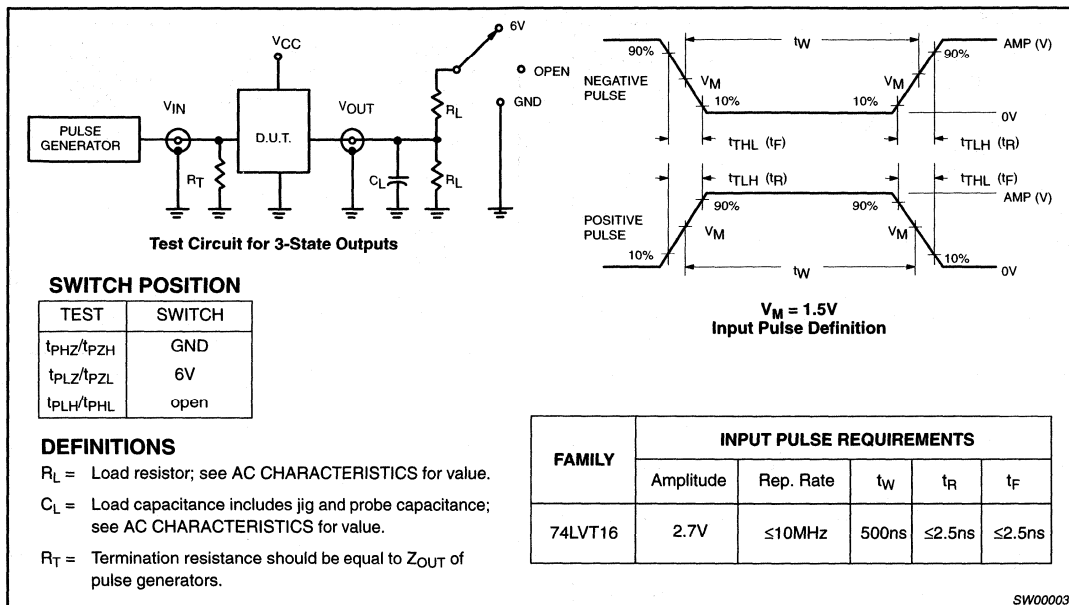 VCC
6V
OPEN
GND
VIN
VOUT
PULSE
GENERATOR
D.U.T.
RT
CL
RL
RL
Test Circuit for 3-State Outputs
90%
tW
90%
AMP (V)
NEGATIVE
PULSE
VM
VM
10%
10%
0V
tTHL (tF)
tTLH (tR)
tTLH (tR)
tTHL (tF)
AMP (V)
90%
90%
POSITIVE
PULSE
VM
VM
10%
10%
tW
0V
VM = 1.5V
Input Pulse Definition
SWITCH POSITION
TEST SWITCH
tPHZ/tPZH GND
tPLZ/tPZL 6V
tPLH/tPHL open
DEFINITIONS
RL = Load resistor; see AC CHARACTERISTICS for value.
CL = Load capacitance includes jig and probe capacitance;
see AC CHARACTERISTICS for value.
RT = Termination resistance should be equal to ZOUT of
pulse generators.
FAMILY INPUT PULSE REQUIREMENTS
Amplitude Rep. Rate tW tR tF
74LVT16 2.7V ≤10MHz 500ns ≤2.5ns ≤2.5ns
SW00003